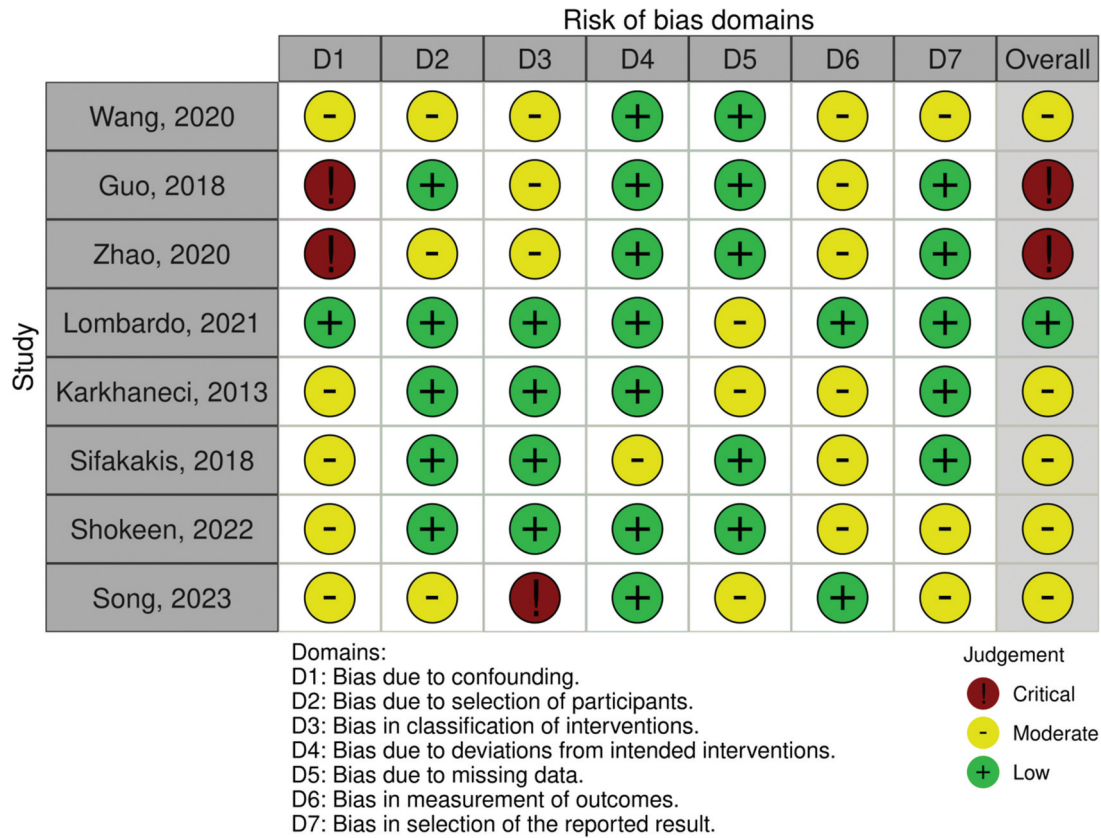 Risk of bias domains
D1 D2 D3 D4 D5 D6 D7 Overall
Study
Wang, 2020 - - - + + - - -
Guo, 2018 ! + - + + - + !
Zhao, 2020 ! - - + + - + !
Lombardo, 2021 + + + + - + + +
Karkhaneci, 2013 - + + + - - + -
Sifakakis, 2018 - + + - + - + -
Shokeen, 2022 - + + + + - - -
Song, 2023 - - ! + - + - -
Domains:
D1: Bias due to confounding.
D2: Bias due to selection of participants.
D3: Bias in classification of interventions.
D4: Bias due to deviations from intended interventions.
D5: Bias due to missing data.
D6: Bias in measurement of outcomes.
D7: Bias in selection of the reported result.
Judgement
! Critical
- Moderate
+ Low